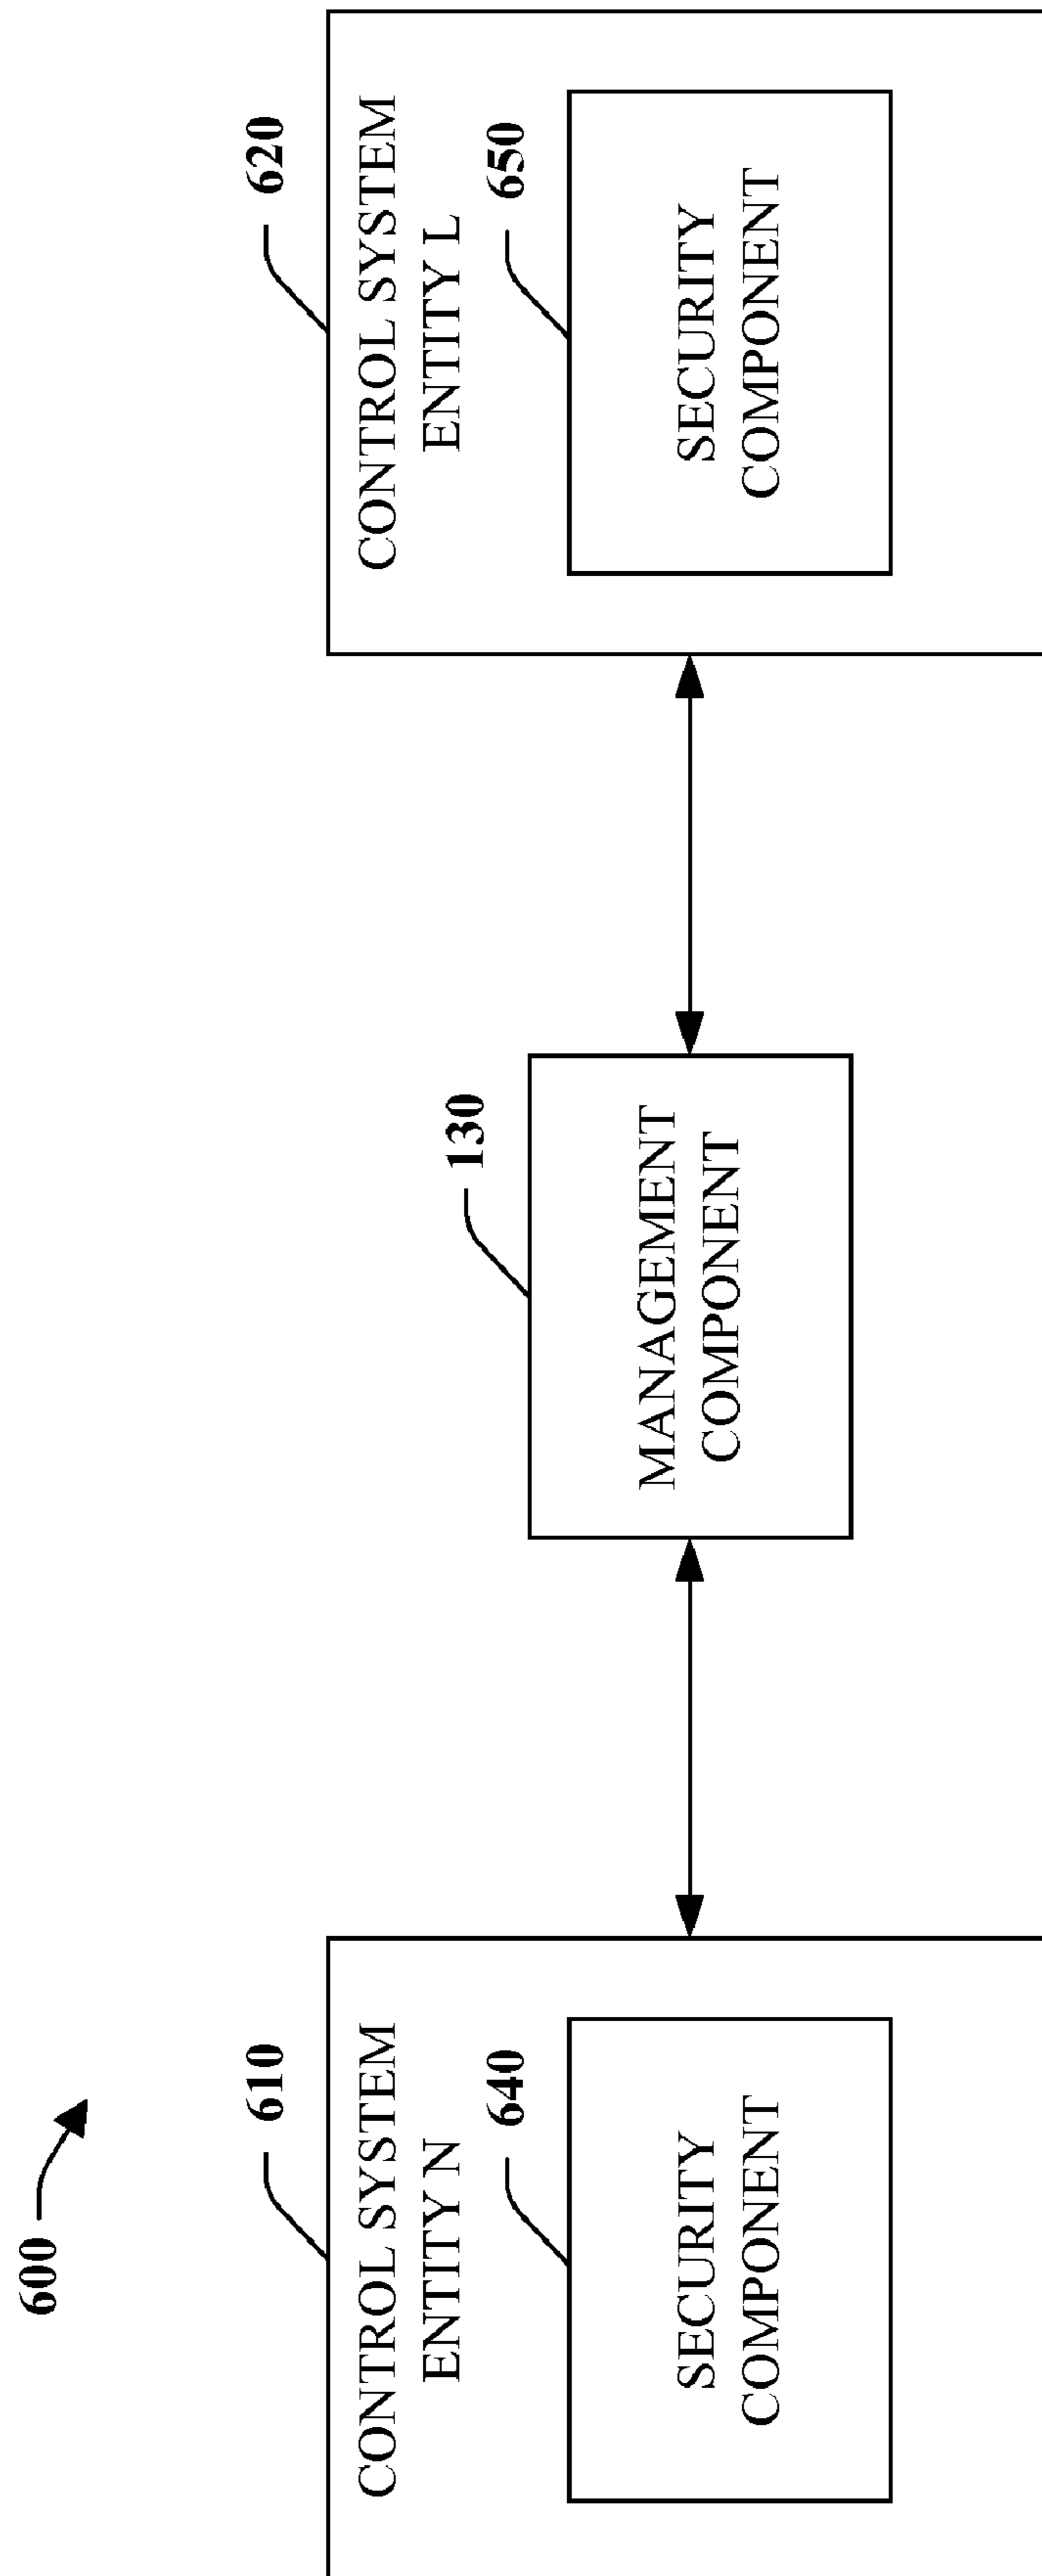 600
610
CONTROL SYSTEM
ENTITY N
640
SECURITY
COMPONENT
130
MANAGEMENT
COMPONENT
620
CONTROL SYSTEM
ENTITY L
650
SECURITY
COMPONENT